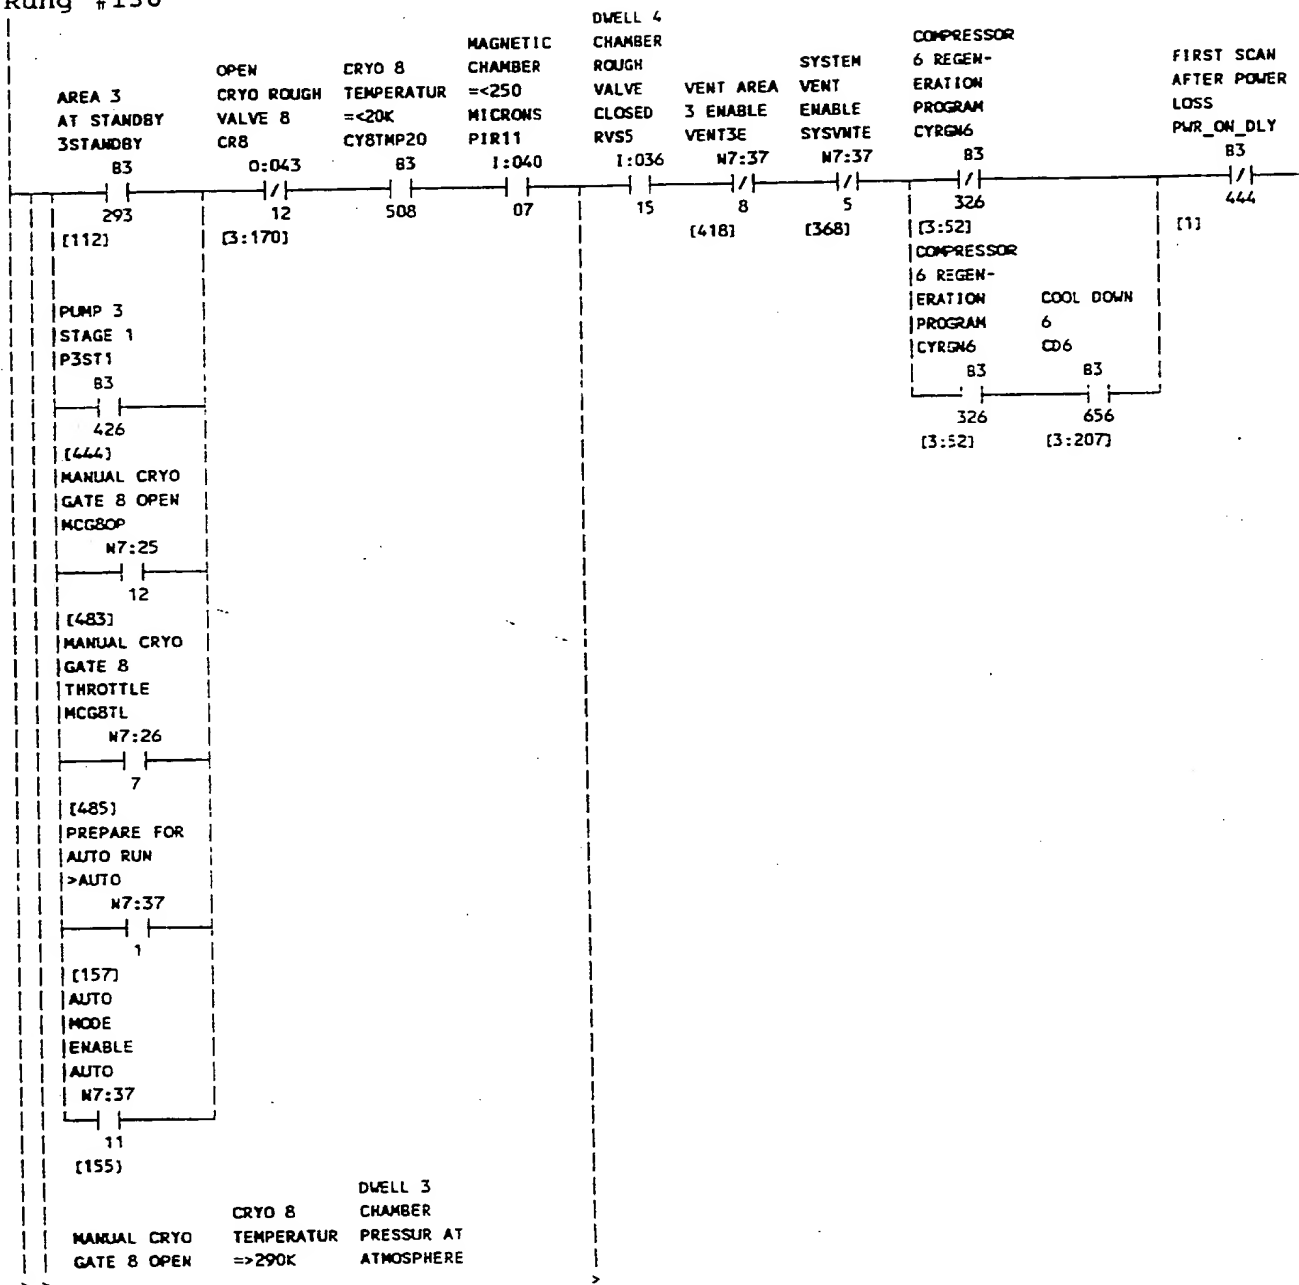 Rung #150
DWELL 4
MAGNETIC CHAMBER COMPRESSOR
OPEN CRYO 8 CHAMBER ROUGH SYSTEM 6 REGEN- FIRST SCAN
AREA 3 CRYO ROUGH TEMPERATUR =<250 VALVE VENT AREA VENT ERATION AFTER POWER
AT STANDBY VALVE 8 =<20K MICRONS CLOSED 3 ENABLE ENABLE PROGRAM LOSS
3STANDBY CR8 CY8TMP20 PIR11 RVS5 VENT3E SYSVNTE CYRGN6 PWR_ON_DLY
B3 O:043 B3 I:040 I:036 N7:37 N7:37 B3 B3
293 12 508 07 15 8 5 326 444
[112] [3:170] [418] [368] [3:52] [1]
COMPRESSOR
6 REGEN-
PUMP 3 ERATION COOL DOWN
STAGE 1 PROGRAM 6
P3ST1 CYRGN6 CD6
B3 B3 B3
426 326 656
[444] [3:52] [3:207]
MANUAL CRYO
GATE 8 OPEN
MCG8OP
N7:25
12
[483]
MANUAL CRYO
GATE 8
THROTTLE
MCG8TL
N7:26
7
[485]
PREPARE FOR
AUTO RUN
>AUTO
N7:37
1
[157]
AUTO
MODE
ENABLE
AUTO
N7:37
11
[155]
DWELL 3
CRYO 8 CHAMBER
MANUAL CRYO TEMPERATUR PRESSUR AT
GATE 8 OPEN =>290K ATMOSPHERE